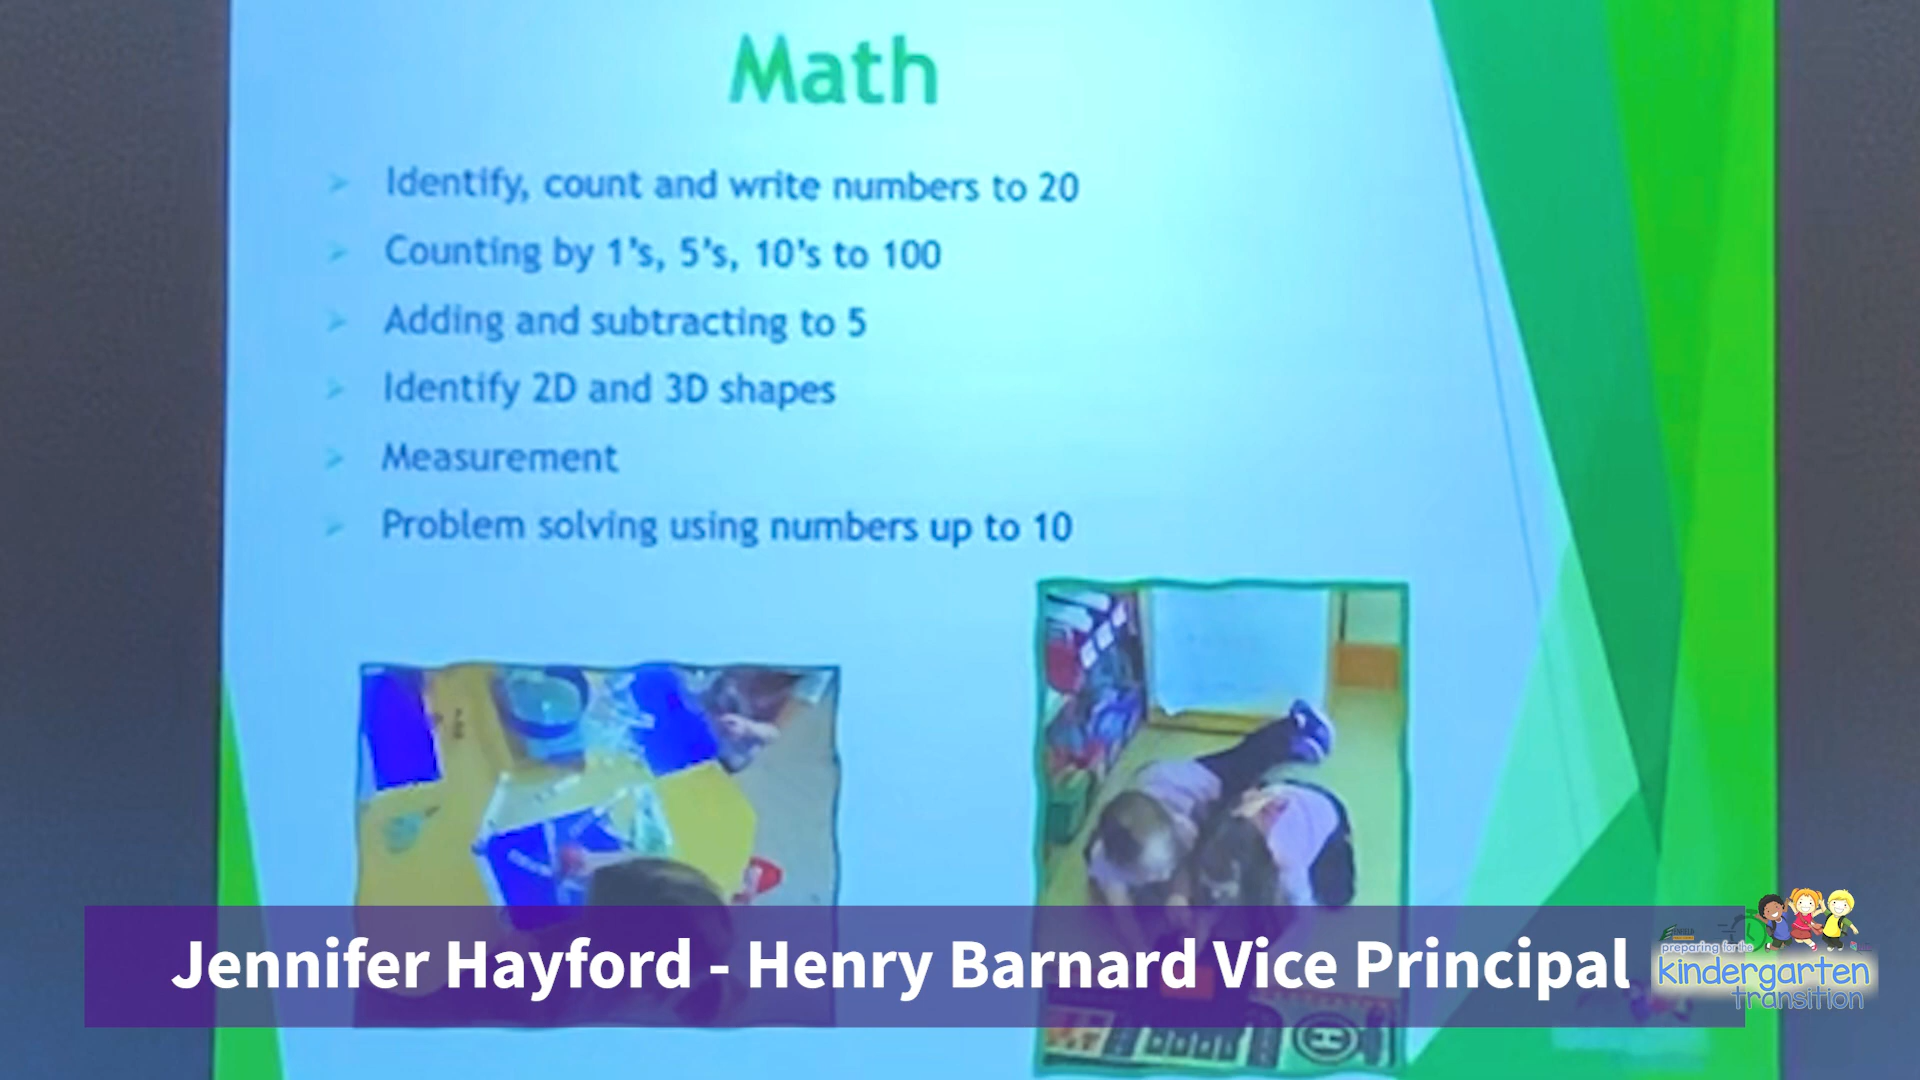 Math
Identify, count and write numbers to 20
Counting by 1's, 5's, 10's to 100
Adding and subtracting to 5
Identify 2D and 3D shapes
Measurement
Problem solving using numbers up to 10
Jennifer Hayford - Henry Barnard Vice Principal
preparing for the
kindergarten
transition